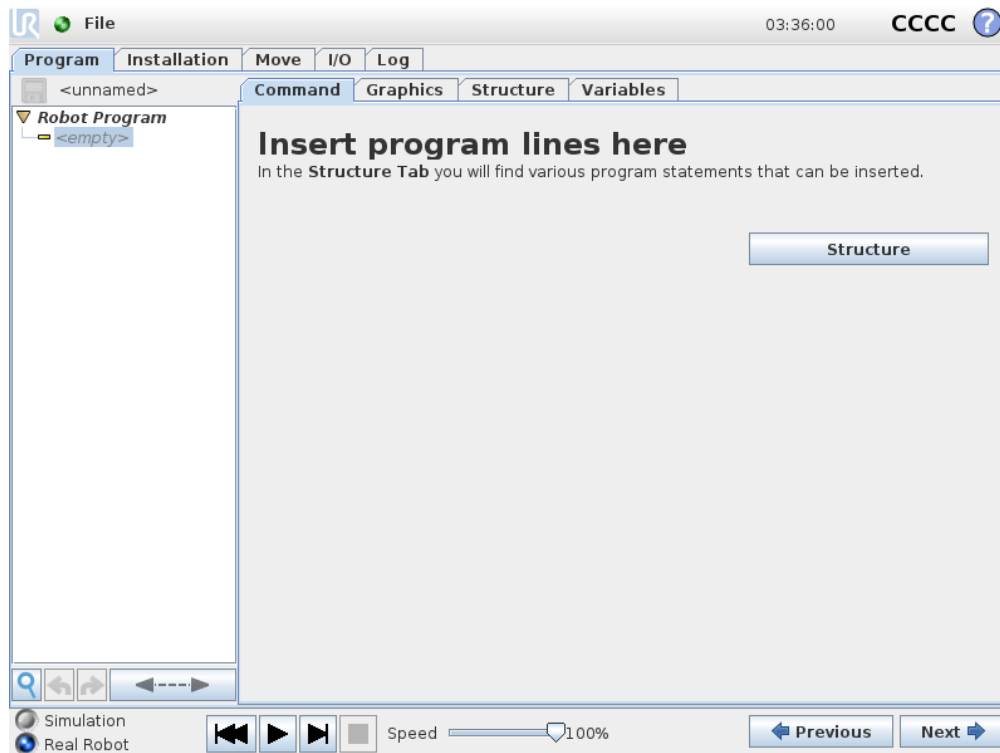 UR File 03:36:00 CCCC ?
Program Installation Move I/O Log
<unnamed> Command Graphics Structure Variables
Robot Program
<empty>
Insert program lines here
In the Structure Tab you will find various program statements that can be inserted.
Structure
Simulation
Real Robot
Speed 100%
Previous Next